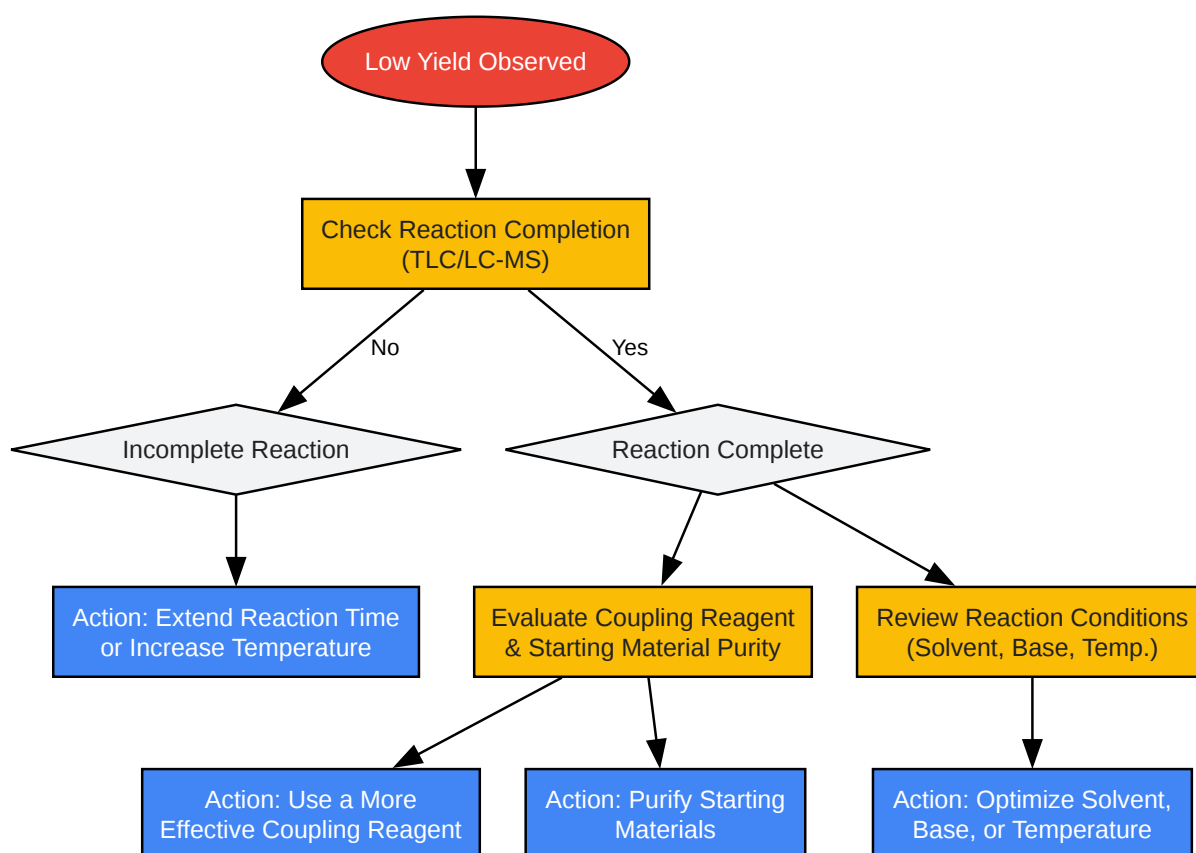 Low Yield Observed
Check Reaction Completion
(TLC/LC-MS)
No
Yes
Incomplete Reaction
Reaction Complete
Action: Extend Reaction Time
or Increase Temperature
Evaluate Coupling Reagent
& Starting Material Purity
Review Reaction Conditions
(Solvent, Base, Temp.)
Action: Use a More
Effective Coupling Reagent
Action: Purify Starting
Materials
Action: Optimize Solvent,
Base, or Temperature